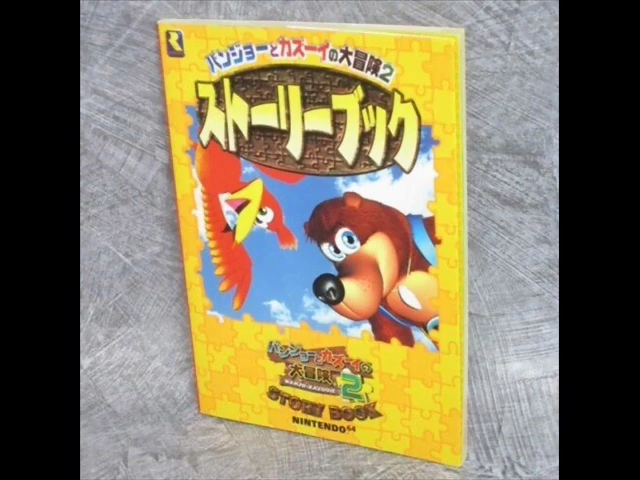 バンジョーとカズーイの大冒険2
ストーリーブック
バンジョーとカズーイの
大冒険2
BANJO-KAZOOIE
STORY BOOK
NINTENDO64